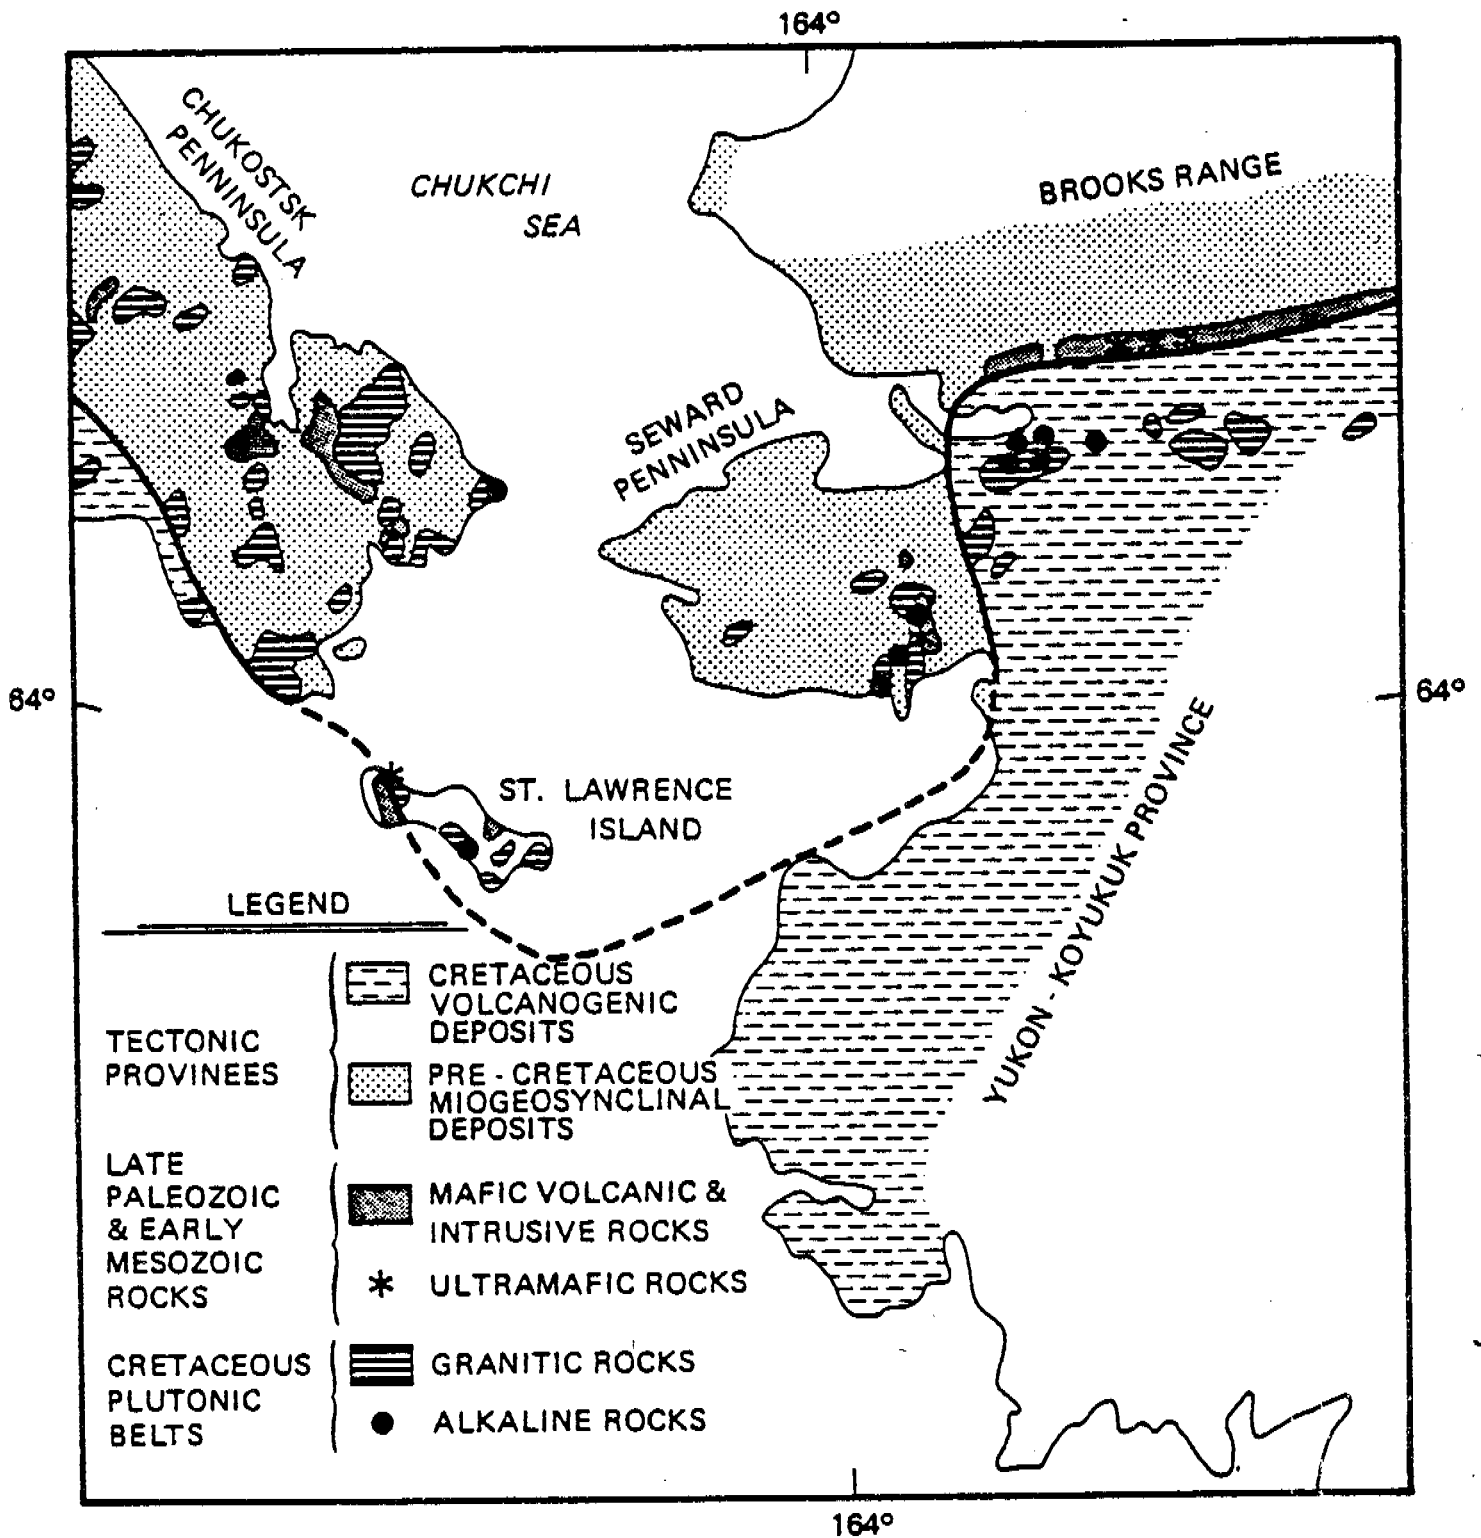 164°
CHUKOSTSK
PENNINSULA
CHUKCHI
SEA
BROOKS RANGE
SEWARD
PENNINSULA
64°
64°
YUKON - KOYUKUK PROVINCE
ST. LAWRENCE
ISLAND
LEGEND
TECTONIC
PROVINEES
CRETACEOUS
VOLCANOGENIC
DEPOSITS
PRE - CRETACEOUS
MIOGEOSYNCLINAL
DEPOSITS
LATE
PALEOZOIC
& EARLY
MESOZOIC
ROCKS
MAFIC VOLCANIC &
INTRUSIVE ROCKS
ULTRAMAFIC ROCKS
CRETACEOUS
PLUTONIC
BELTS
GRANITIC ROCKS
ALKALINE ROCKS
164°